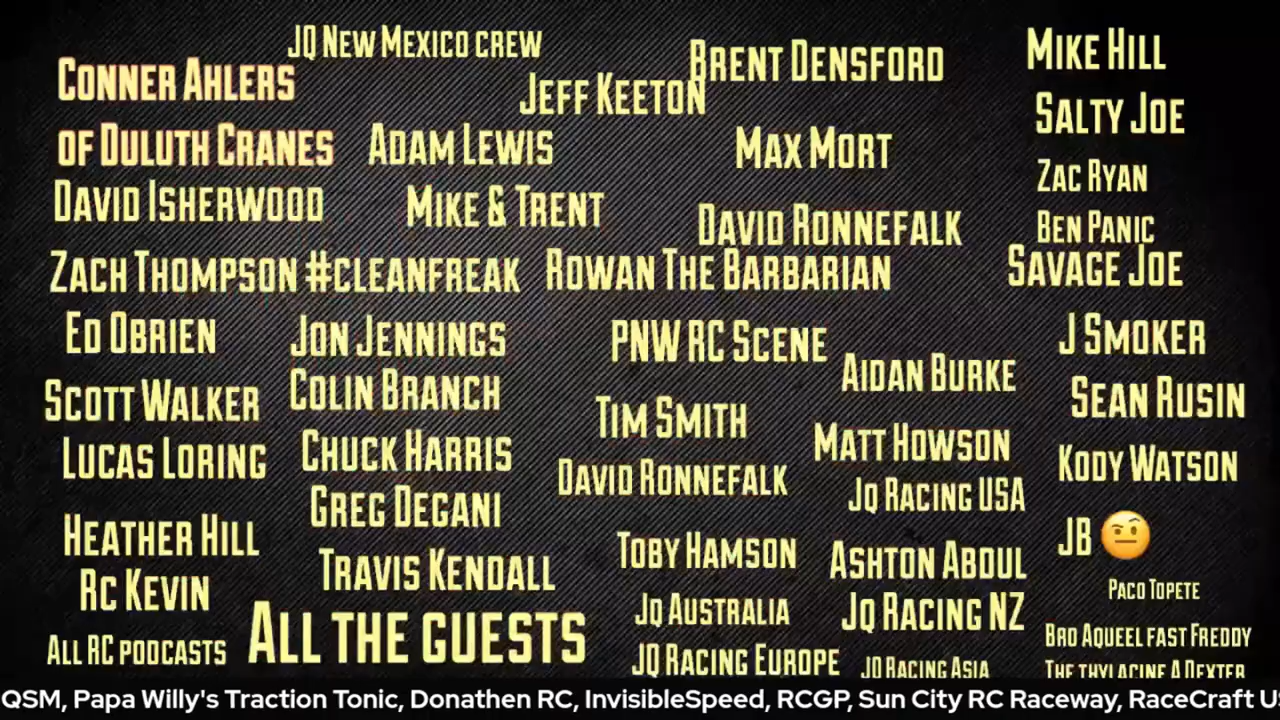 JQ New Mexico crew
Conner Ahlers
of Duluth Cranes
Brent Densford
Mike Hill
Jeff Keeton
Salty Joe
Adam Lewis
Max Mort
Zac Ryan
David Isherwood
Mike & Trent
David Ronnefalk
Ben Panic
Zach Thompson #cleanfreak
Rowan The Barbarian
Savage Joe
Ed Obrien
Jon Jennings
PNW RC Scene
J Smoker
Aidan Burke
Scott Walker
Colin Branch
Tim Smith
Sean Rusin
Lucas Loring
Chuck Harris
Matt Howson
Kody Watson
David Ronnefalk
Jq Racing USA
Greg Degani
Heather Hill
Toby Hamson
Ashton Aboul
JB 🤨
Rc Kevin
Travis Kendall
Paco Topete
Jq Australia
Jq Racing NZ
All RC podcasts
All the guests
JQ Racing Europe
JQ Racing Asia
Bro Aqueel fast Freddy
The thylacine A Dexter
QSM, Papa Willy's Traction Tonic, Donathen RC, InvisibleSpeed, RCGP, Sun City RC Raceway, RaceCraft U